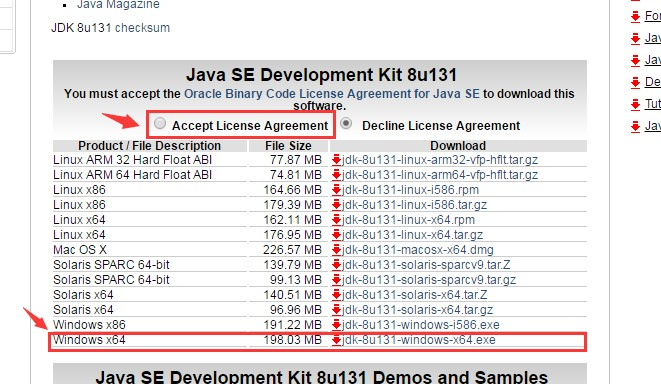 Java Magazine
JDK 8u131 checksum
Java SE Development Kit 8u131
You must accept the Oracle Binary Code License Agreement for Java SE to download this
software.
Accept License Agreement Decline License Agreement
Product / File Description File Size Download
Linux ARM 32 Hard Float ABI 77.87 MB jdk-8u131-linux-arm32-vfp-hflt.tar.gz
Linux ARM 64 Hard Float ABI 74.81 MB jdk-8u131-linux-arm64-vfp-hflt.tar.gz
Linux x86 164.66 MB jdk-8u131-linux-i586.rpm
Linux x86 179.39 MB jdk-8u131-linux-i586.tar.gz
Linux x64 162.11 MB jdk-8u131-linux-x64.rpm
Linux x64 176.95 MB jdk-8u131-linux-x64.tar.gz
Mac OS X 226.57 MB jdk-8u131-macosx-x64.dmg
Solaris SPARC 64-bit 139.79 MB jdk-8u131-solaris-sparcv9.tar.Z
Solaris SPARC 64-bit 99.13 MB jdk-8u131-solaris-sparcv9.tar.gz
Solaris x64 140.51 MB jdk-8u131-solaris-x64.tar.Z
Solaris x64 96.96 MB jdk-8u131-solaris-x64.tar.gz
Windows x86 191.22 MB jdk-8u131-windows-i586.exe
Windows x64 198.03 MB jdk-8u131-windows-x64.exe
Java SE Development Kit 8u131 Demos and Samples
For
Jav
Jav
De
Tut
Jav